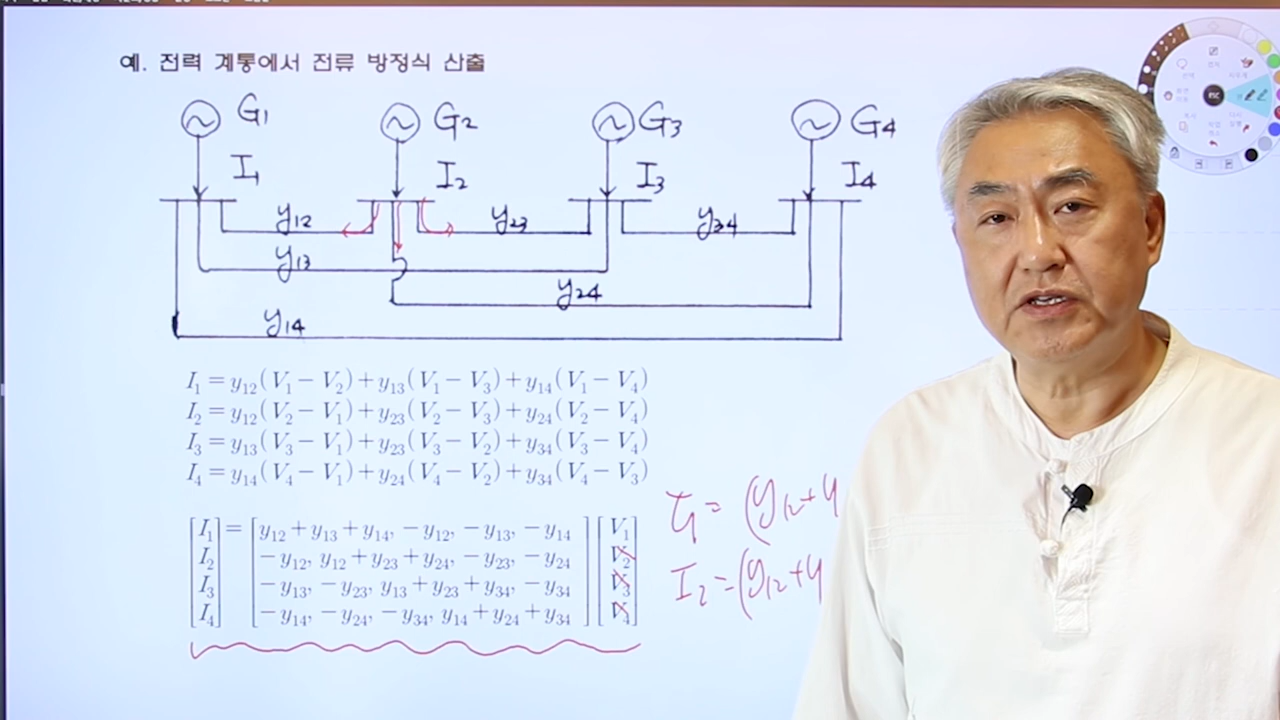 예. 전력 계통에서 전류 방정식 산출
G1 G2 G3 G4
I1 I2 I3 I4
y12 y23 y34
y13
y24
y14
I₁ = y₁₂(V₁ − V₂) + y₁₃(V₁ − V₃) + y₁₄(V₁ − V₄)
I₂ = y₁₂(V₂ − V₁) + y₂₃(V₂ − V₃) + y₂₄(V₂ − V₄)
I₃ = y₁₃(V₃ − V₁) + y₂₃(V₃ − V₂) + y₃₄(V₃ − V₄)
I₄ = y₁₄(V₄ − V₁) + y₂₄(V₄ − V₂) + y₃₄(V₄ − V₃)
[I₁] = [y₁₂ + y₁₃ + y₁₄, − y₁₂, − y₁₃, − y₁₄] [V₁]
[I₂] [− y₁₂, y₁₂ + y₂₃ + y₂₄, − y₂₃, − y₂₄] [V₂]
[I₃] [− y₁₃, − y₂₃, y₁₃ + y₂₃ + y₃₄, − y₃₄] [V₃]
[I₄] [− y₁₄, − y₂₄, − y₃₄, y₁₄ + y₂₄ + y₃₄] [V₄]
I₁ = (y₁₂ + y
I₂ = (y₁₂ + y
ESC